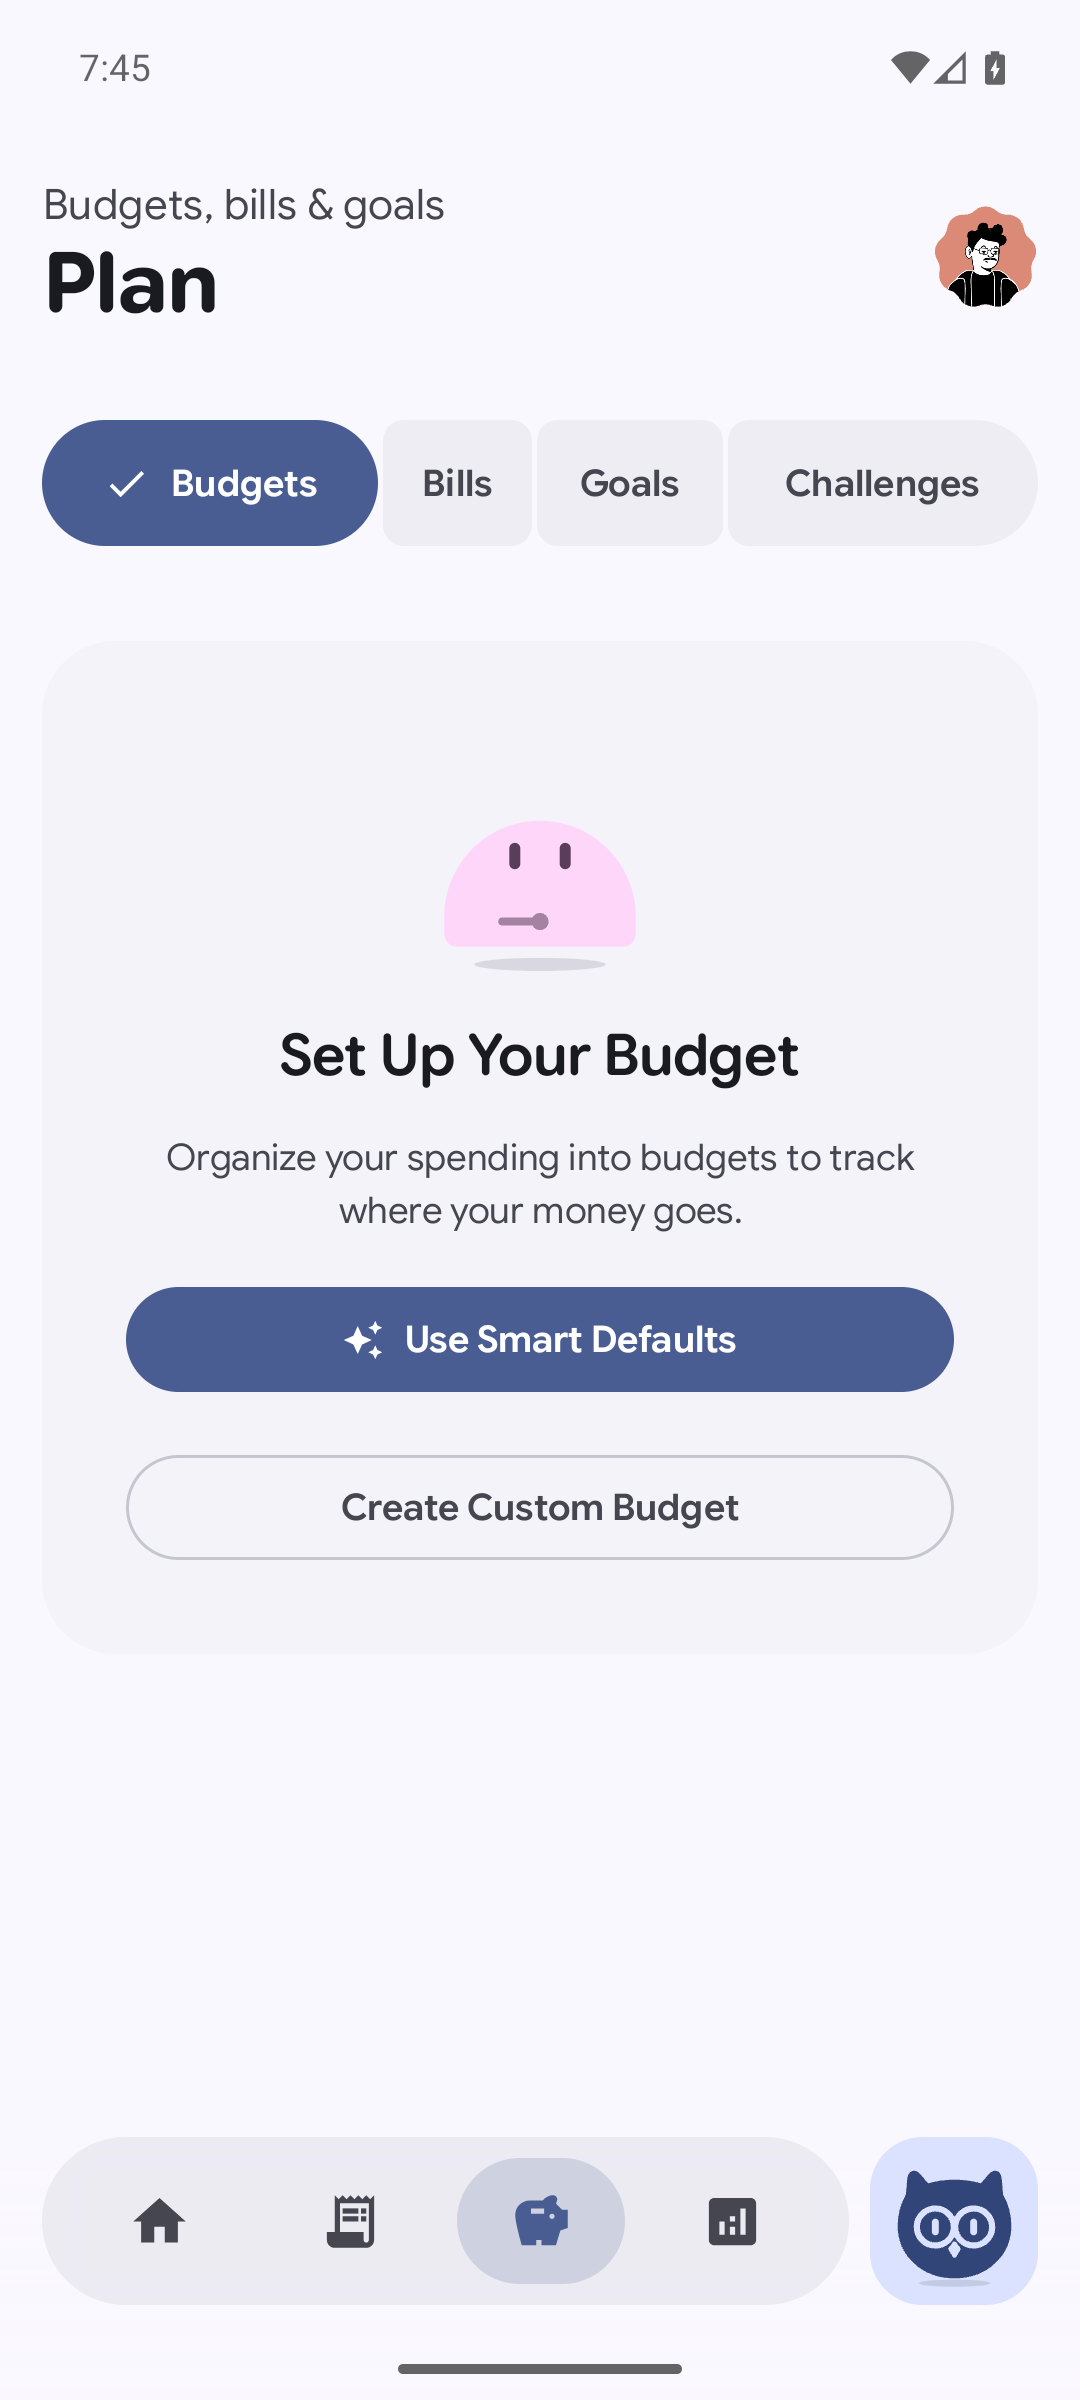 7:45
Budgets, bills & goals
Plan
Budgets
Bills
Goals
Challenges
Set Up Your Budget
Organize your spending into budgets to track
where your money goes.
Use Smart Defaults
Create Custom Budget